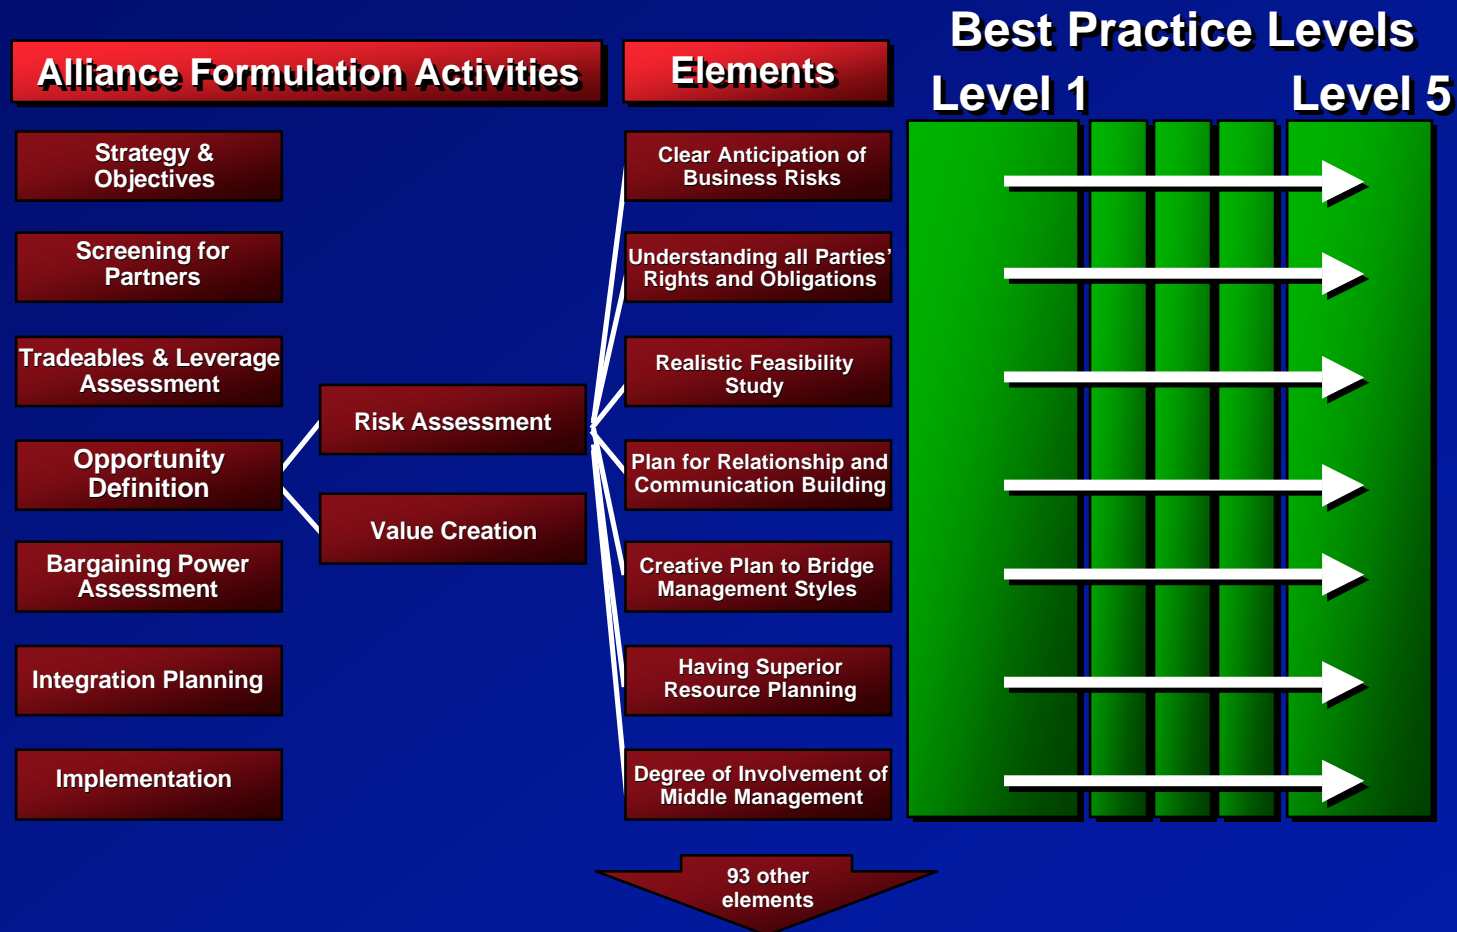 Best Practice Levels
Alliance Formulation Activities
Elements
Level 1
Level 5
Strategy &
Objectives
Screening for
Partners
Tradeables & Leverage
Assessment
Opportunity
Definition
Bargaining Power
Assessment
Integration Planning
Implementation
Risk Assessment
Value Creation
Clear Anticipation of
Business Risks
Understanding all Parties’
Rights and Obligations
Realistic Feasibility
Study
Plan for Relationship and
Communication Building
Creative Plan to Bridge
Management Styles
Having Superior
Resource Planning
Degree of Involvement of
Middle Management
93 other
elements